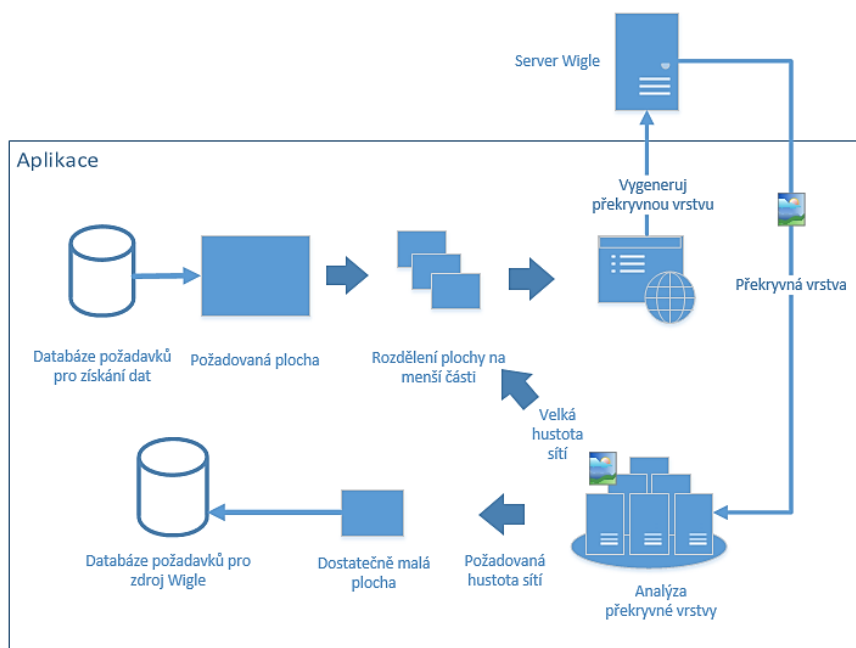 Server Wigle
Aplikace
Vygeneruj
překryvnou vrstvu
Překryvná vrstva
Databáze požadavků
pro získání dat
Požadovaná plocha
Rozdělení plochy na
menší části
Velká
hustota
sítí
Databáze požadavků pro
zdroj Wigle
Dostatečně malá
plocha
Požadovaná
hustota sítí
Analýza
překryvné vrstvy